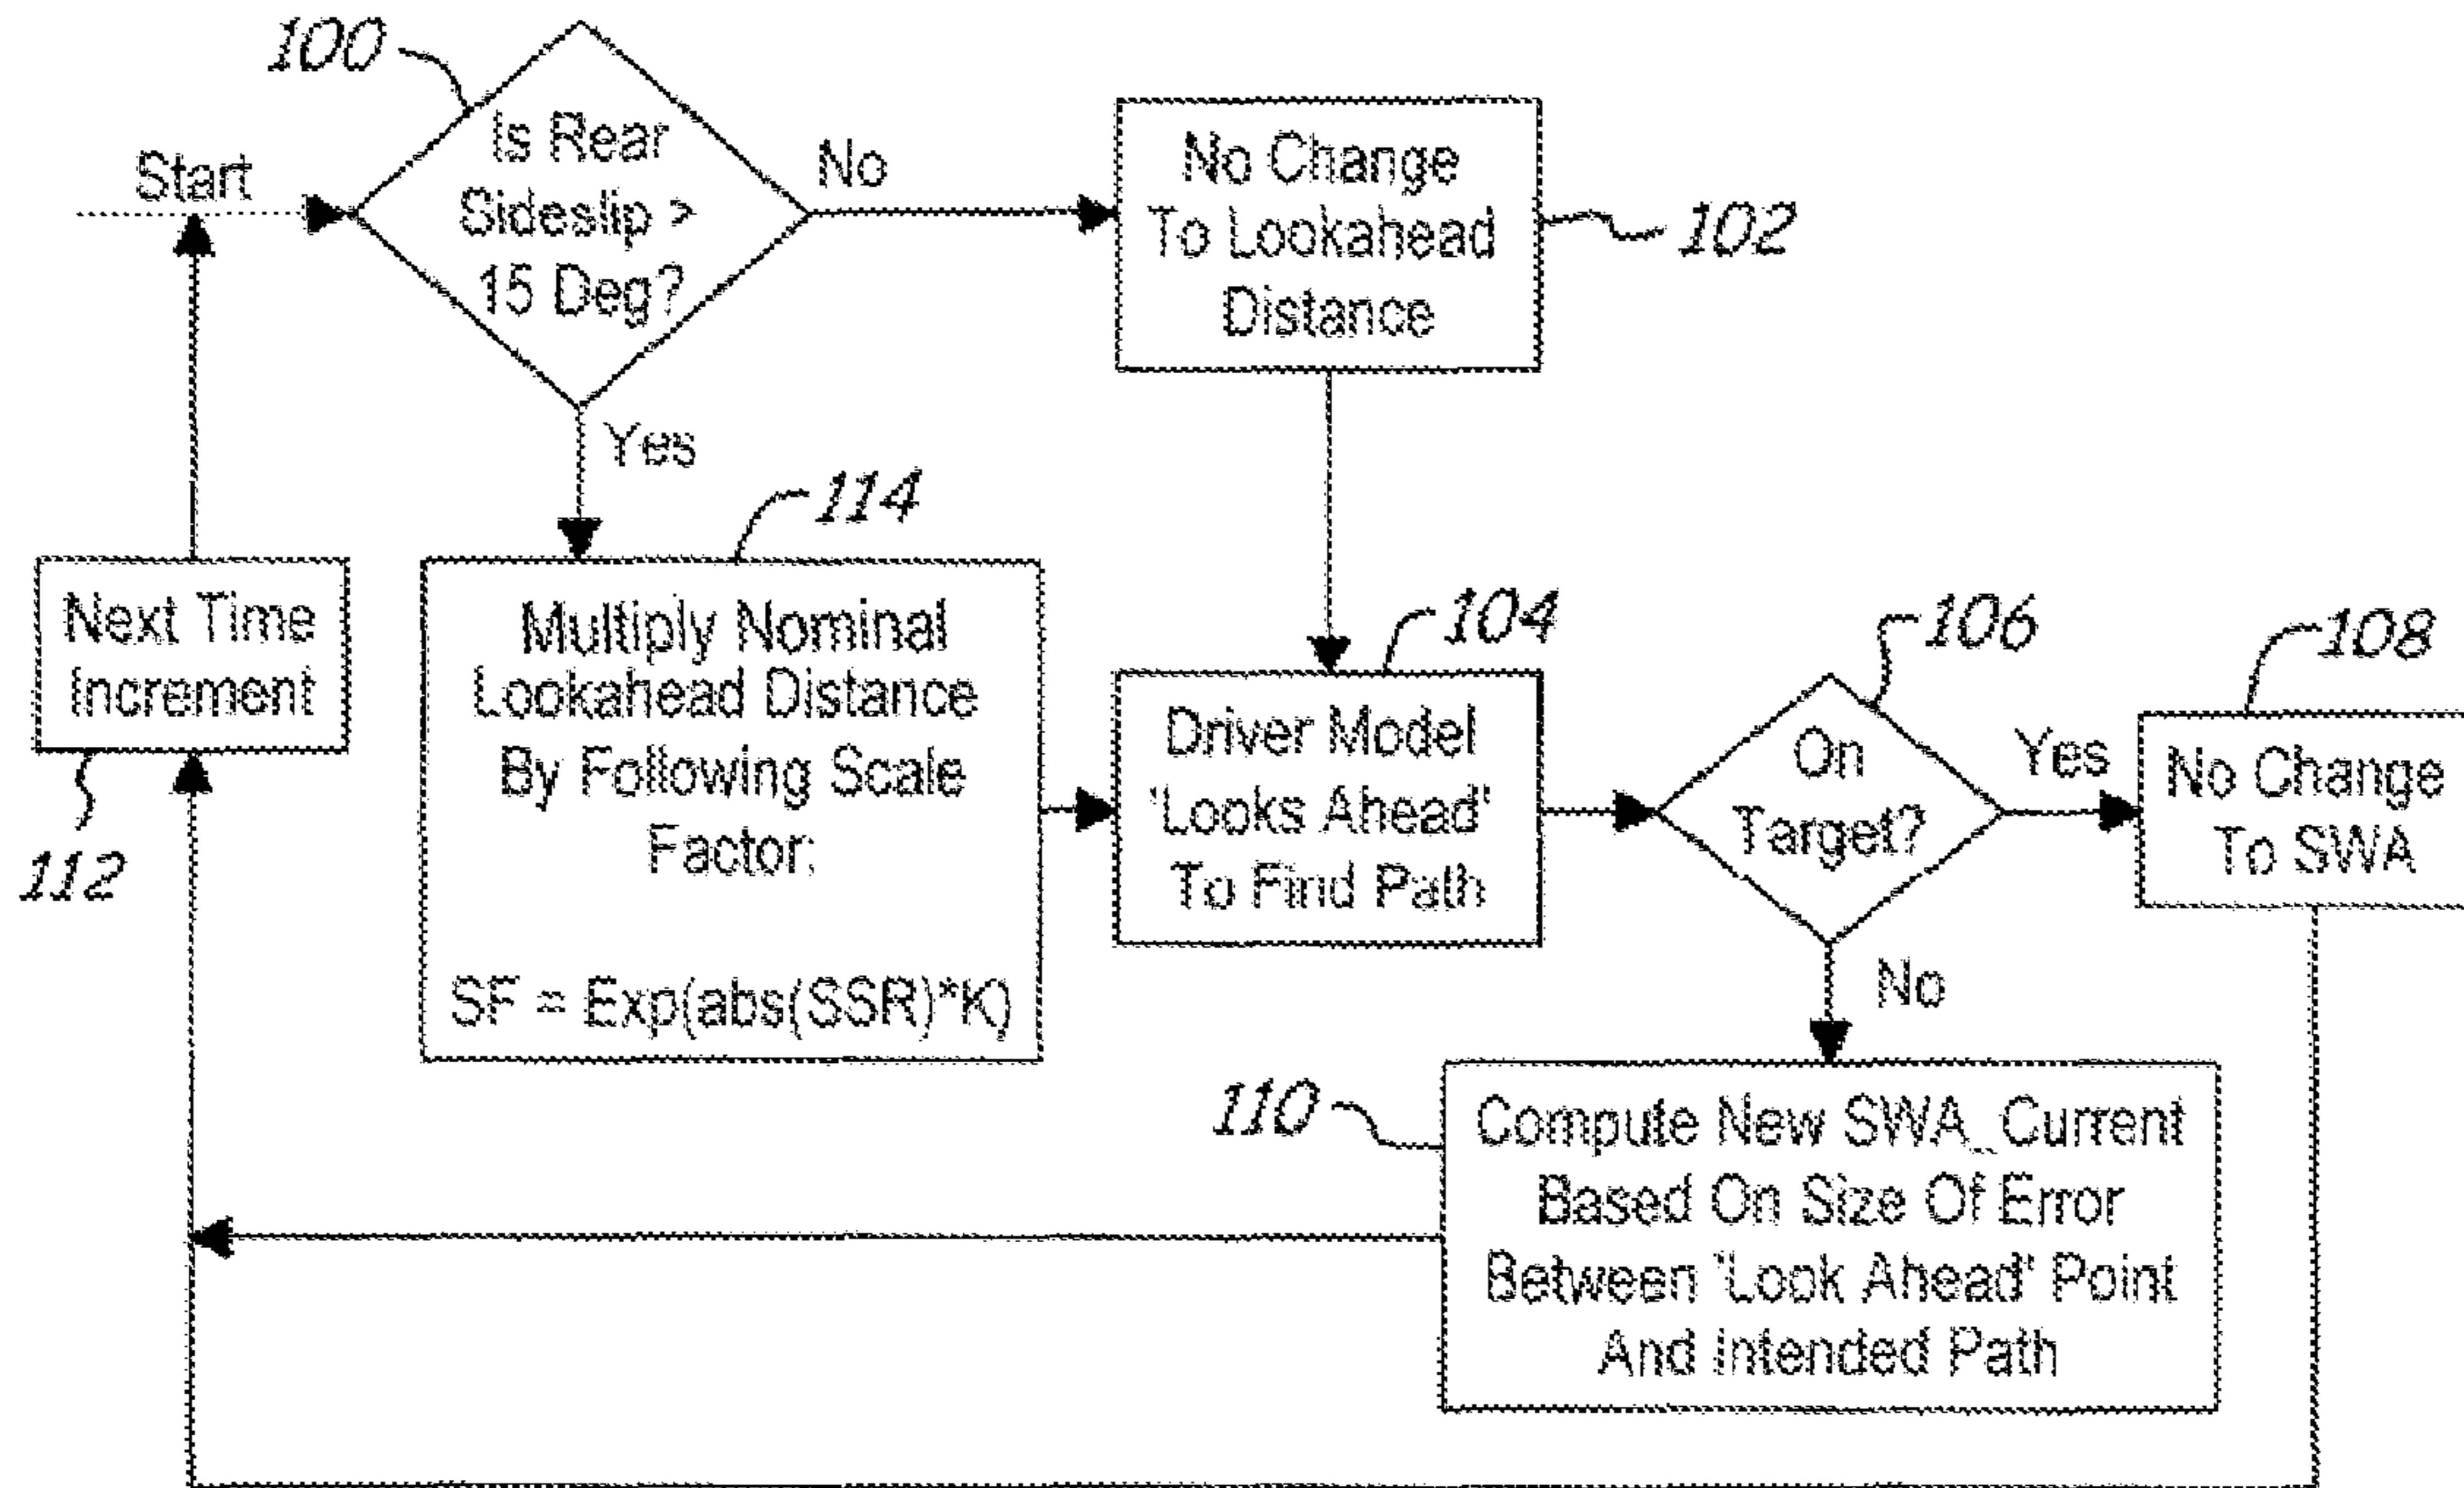 100
Start
Is Rear
Sideslip >
15 Deg?
No
No Change
To Lookahead
Distance
102
Yes
114
Next Time
Increment
112
Multiply Nominal
Lookahead Distance
By Following Scale
Factor:
SF = Exp(abs(SSR)*K)
104
Driver Model
'Looks Ahead'
To Find Path
106
On
Target?
Yes
108
No Change
To SWA
No
110
Compute New SWA_Current
Based On Size Of Error
Between 'Look Ahead' Point
And Intended Path